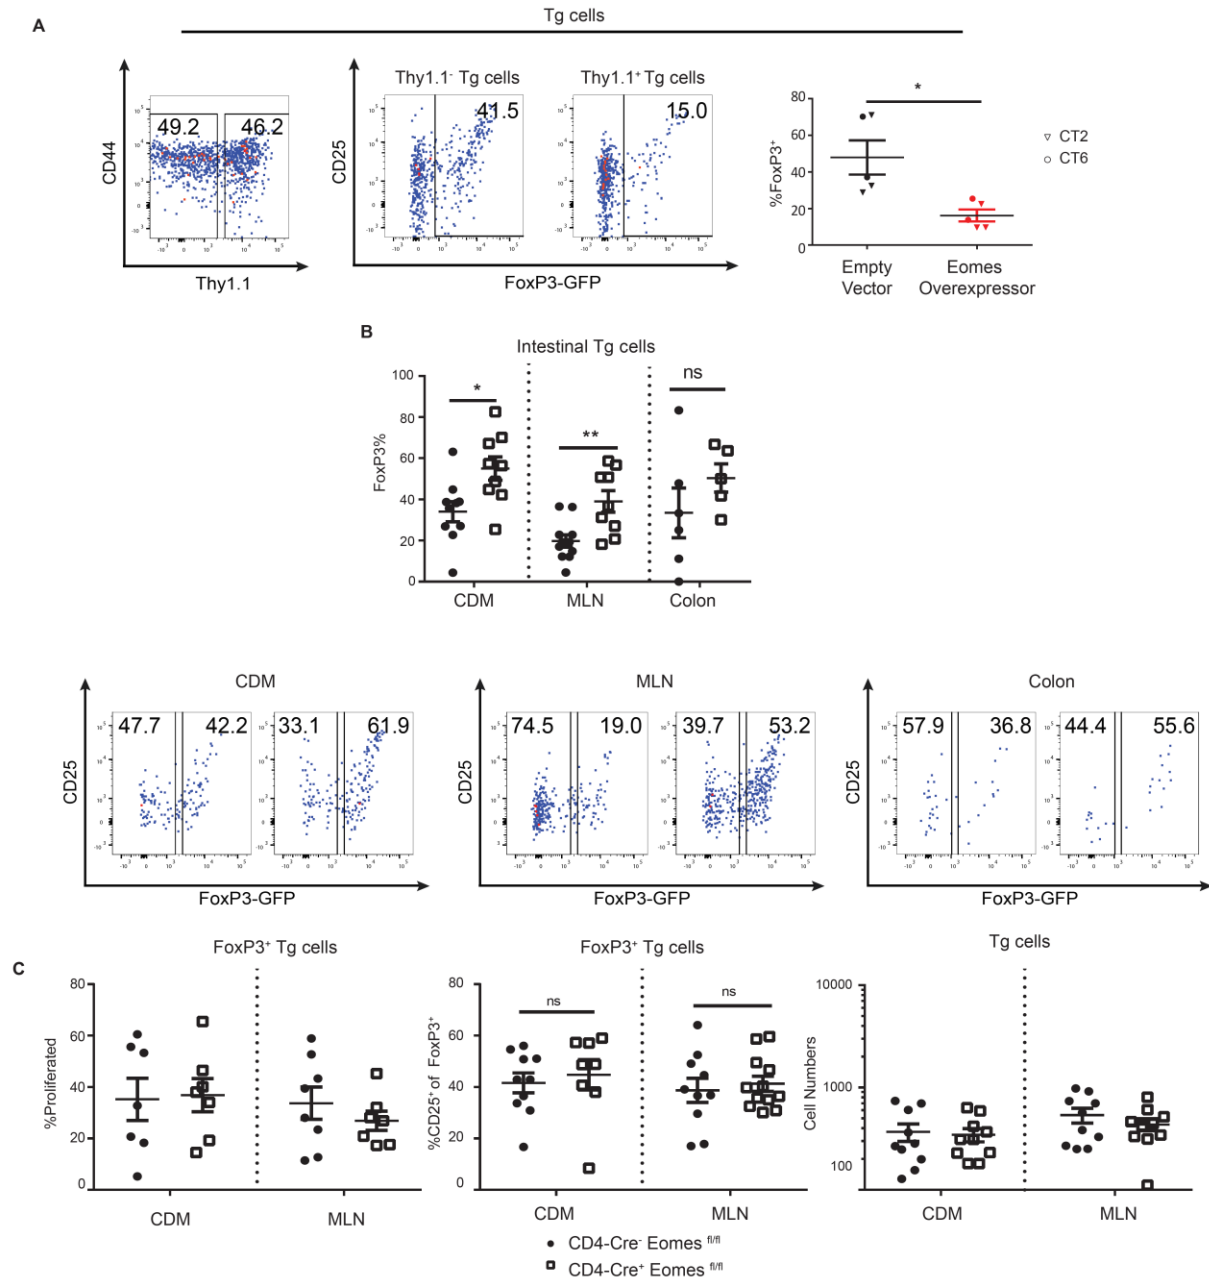 Tg cells
A
Thy1.1⁻ Tg cells
Thy1.1⁺ Tg cells
49.2 46.2
41.5
15.0
CD44
Thy1.1
CD25
FoxP3-GFP
*
%FoxP3⁺
80
60
40
20
0
Empty Vector
Eomes Overexpressor
▽ CT2
○ CT6
B
Intestinal Tg cells
FoxP3%
100
80
60
40
20
0
*
**
ns
CDM MLN Colon
CDM
47.7 42.2
33.1 61.9
CD25
FoxP3-GFP
MLN
74.5 19.0
39.7 53.2
CD25
FoxP3-GFP
Colon
57.9 36.8
44.4 55.6
CD25
FoxP3-GFP
C
FoxP3⁺ Tg cells
%Proliferated
80
60
40
20
0
CDM MLN
FoxP3⁺ Tg cells
%CD25⁺ of FoxP3⁺
80
60
40
20
0
ns
ns
CDM MLN
Tg cells
Cell Numbers
10000
1000
100
CDM MLN
● CD4-Cre⁻ Eomes fl/fl
□ CD4-Cre⁺ Eomes fl/fl